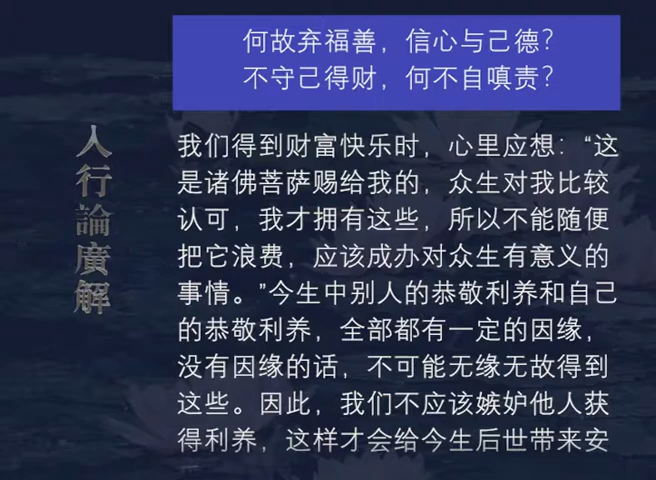 何故弃福善，信心与己德？
不守己得财，何不自嗔责？
入行論廣解
我们得到财富快乐时，心里应想：“这
是诸佛菩萨赐给我的，众生对我比较
认可，我才拥有这些，所以不能随便
把它浪费，应该成办对众生有意义的
事情。”今生中别人的恭敬利养和自己
的恭敬利养，全部都有一定的因缘，
没有因缘的话，不可能无缘无故得到
这些。因此，我们不应该嫉妒他人获
得利养，这样才会给今生后世带来安